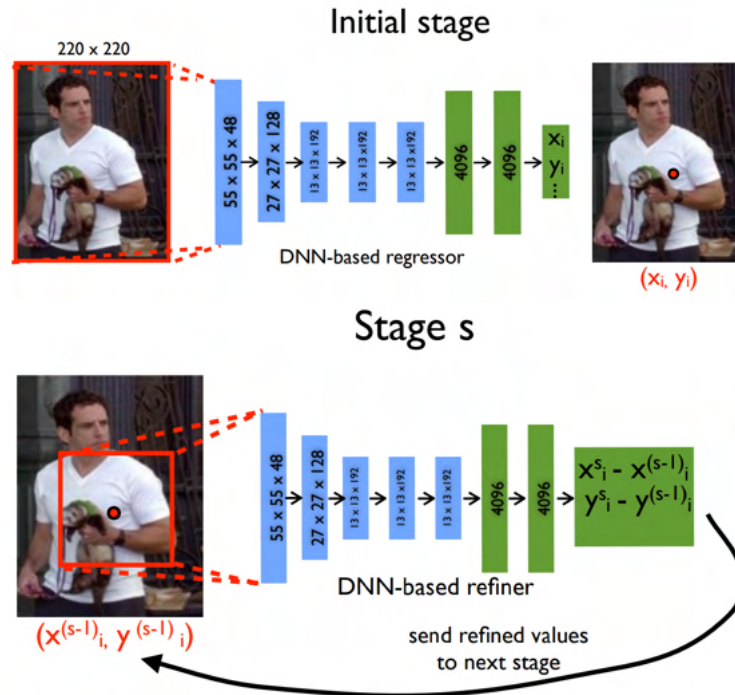 Initial stage
220 x 220
55 x 55 x 48
27 x 27 x 128
13 x 13 x192
13 x 13 x192
13 x 13 x192
4096
4096
xᵢ
yᵢ
...
DNN-based regressor
(xᵢ, yᵢ)
Stage s
55 x 55 x 48
27 x 27 x 128
13 x 13 x192
13 x 13 x192
13 x 13 x192
4096
4096
xˢᵢ - x⁽ˢ⁻¹⁾ᵢ
yˢᵢ - y⁽ˢ⁻¹⁾ᵢ
DNN-based refiner
(x⁽ˢ⁻¹⁾ᵢ, y⁽ˢ⁻¹⁾ᵢ)
send refined values
to next stage